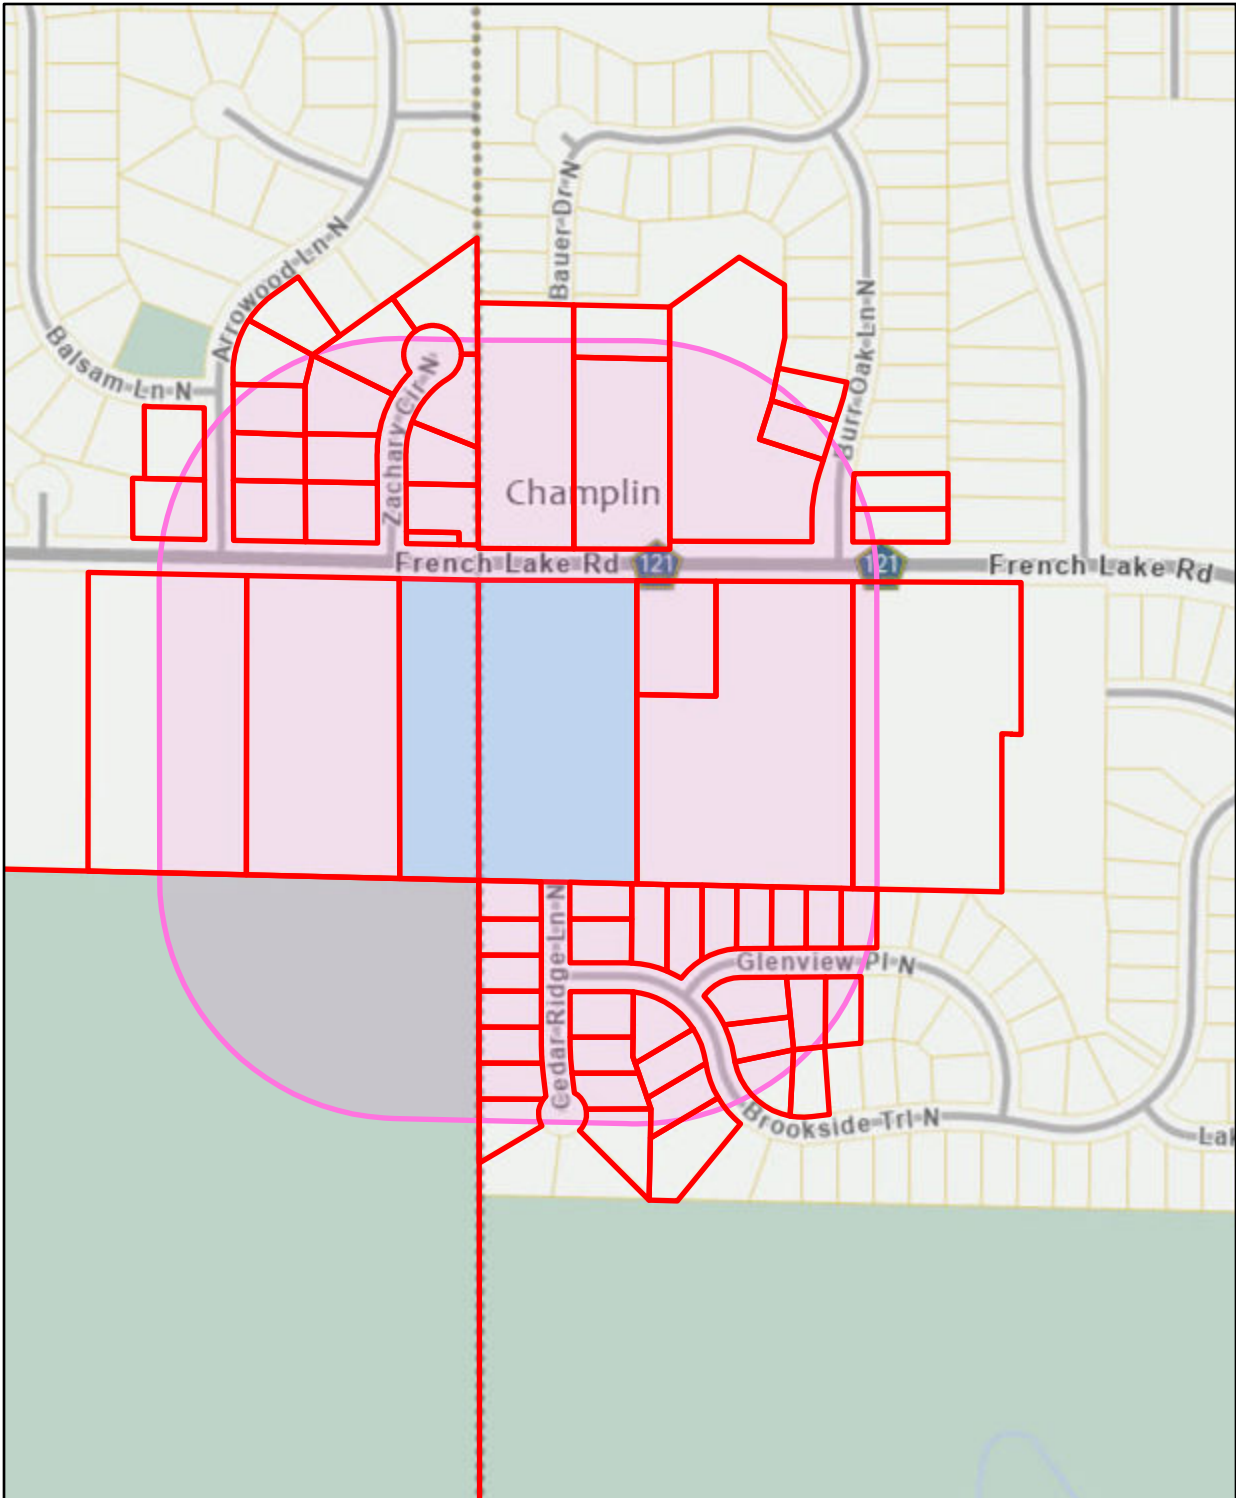 Bauer Dr N
Arrowood Ln N
Balsam Ln N
Burr Oak Ln N
Zachary Cir N
Champlin
French Lake Rd
121
121
French Lake Rd
Cedar Ridge Ln N
Glenview Pl N
Brookside Trl N
Lak